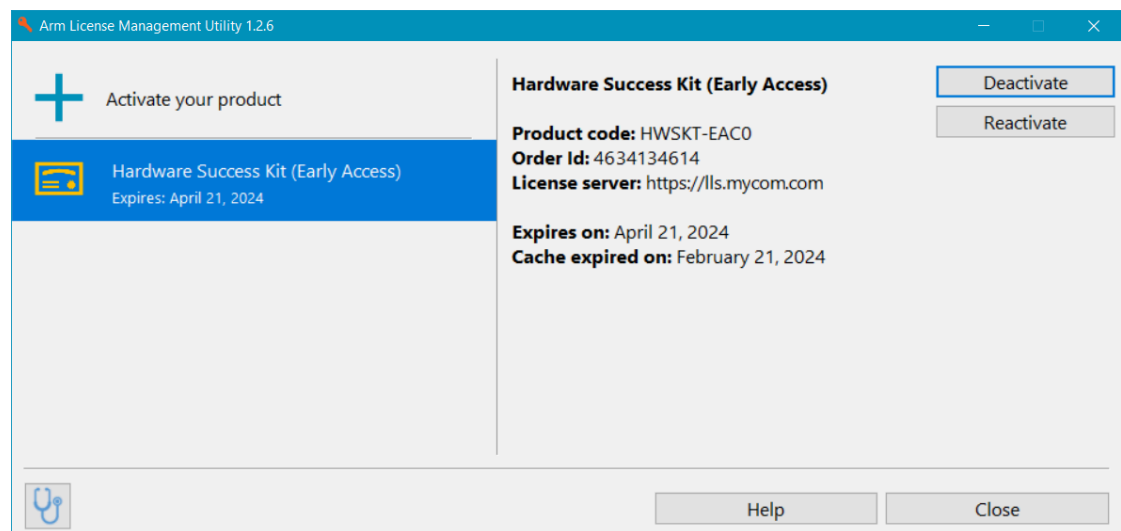 Arm License Management Utility 1.2.6
Activate your product
Hardware Success Kit (Early Access)
Expires: April 21, 2024
Hardware Success Kit (Early Access)
Product code: HWSKT-EAC0
Order Id: 4634134614
License server: https://lls.mycom.com
Expires on: April 21, 2024
Cache expired on: February 21, 2024
Deactivate
Reactivate
Help
Close